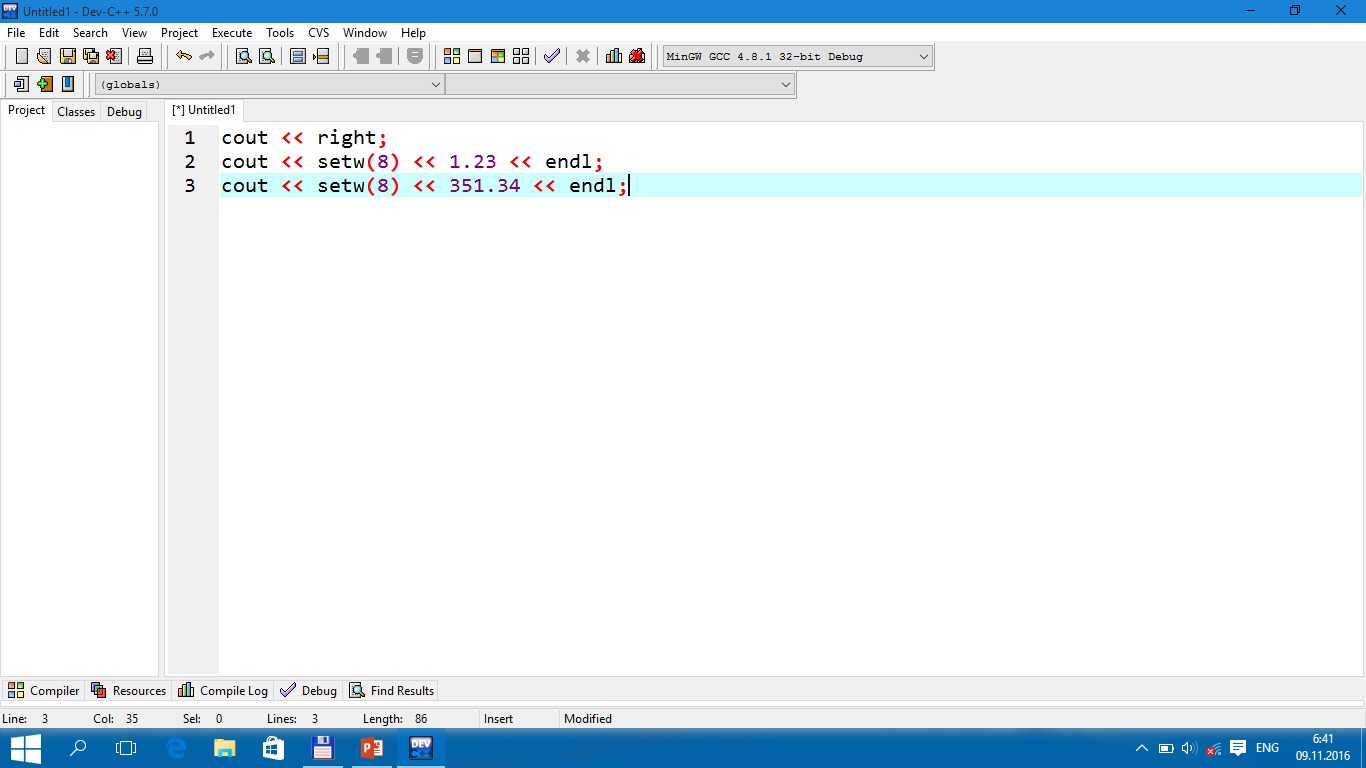 Untitled1 - Dev-C++ 5.7.0
File Edit Search View Project Execute Tools CVS Window Help
MinGW GCC 4.8.1 32-bit Debug
(globals)
Project Classes Debug [*] Untitled1
1 cout << right;
2 cout << setw(8) << 1.23 << endl;
3 cout << setw(8) << 351.34 << endl;
Compiler Resources Compile Log Debug Find Results
Line: 3 Col: 35 Sel: 0 Lines: 3 Length: 86 Insert Modified
DEV C++ ENG 6:41
09.11.2016